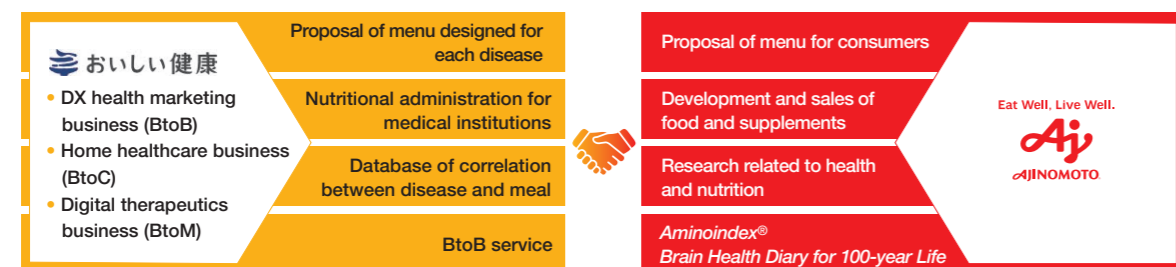 おいしい健康
• DX health marketing
business (BtoB)
• Home healthcare business
(BtoC)
• Digital therapeutics
business (BtoM)
Proposal of menu designed for
each disease
Nutritional administration for
medical institutions
Database of correlation
between disease and meal
BtoB service
Proposal of menu for consumers
Development and sales of
food and supplements
Research related to health
and nutrition
Aminoindex®
Brain Health Diary for 100-year Life
Eat Well, Live Well.
Aj
AJINOMOTO